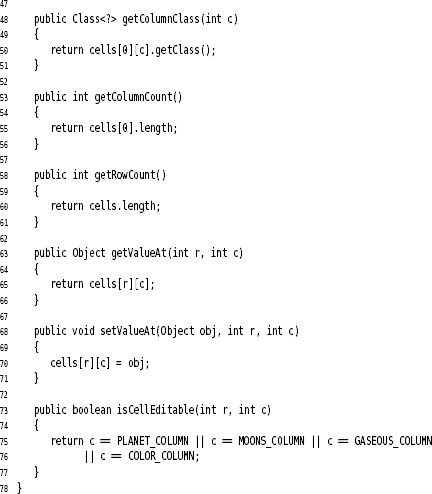 47
48    public Class<?> getColumnClass(int c)
49    {
50       return cells[0][c].getClass();
51    }
52
53    public int getColumnCount()
54    {
55       return cells[0].length;
56    }
57
58    public int getRowCount()
59    {
60       return cells.length;
61    }
62
63    public Object getValueAt(int r, int c)
64    {
65       return cells[r][c];
66    }
67
68    public void setValueAt(Object obj, int r, int c)
69    {
70       cells[r][c] = obj;
71    }
72
73    public boolean isCellEditable(int r, int c)
74    {
75       return c == PLANET_COLUMN || c == MOONS_COLUMN || c == GASEOUS_COLUMN
76             || c == COLOR_COLUMN;
77    }
78 }